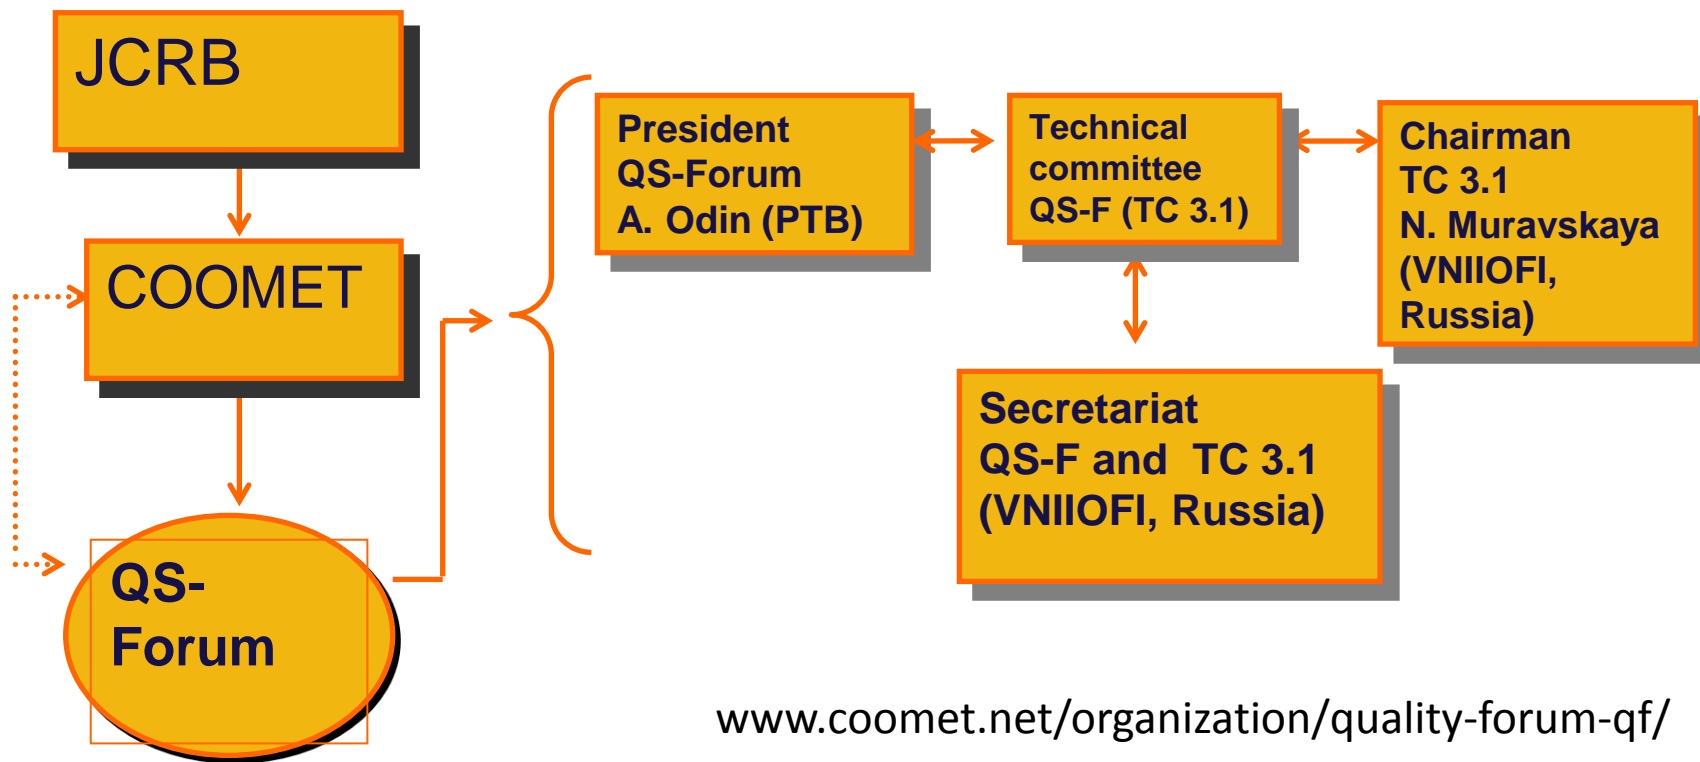 JCRB
COOMET
QS-
Forum
President
QS-Forum
A. Odin (PTB)
Technical
committee
QS-F (TC 3.1)
Chairman
TC 3.1
N. Muravskaya
(VNIIOFI,
Russia)
Secretariat
QS-F and TC 3.1
(VNIIOFI, Russia)
www.coomet.net/organization/quality-forum-qf/